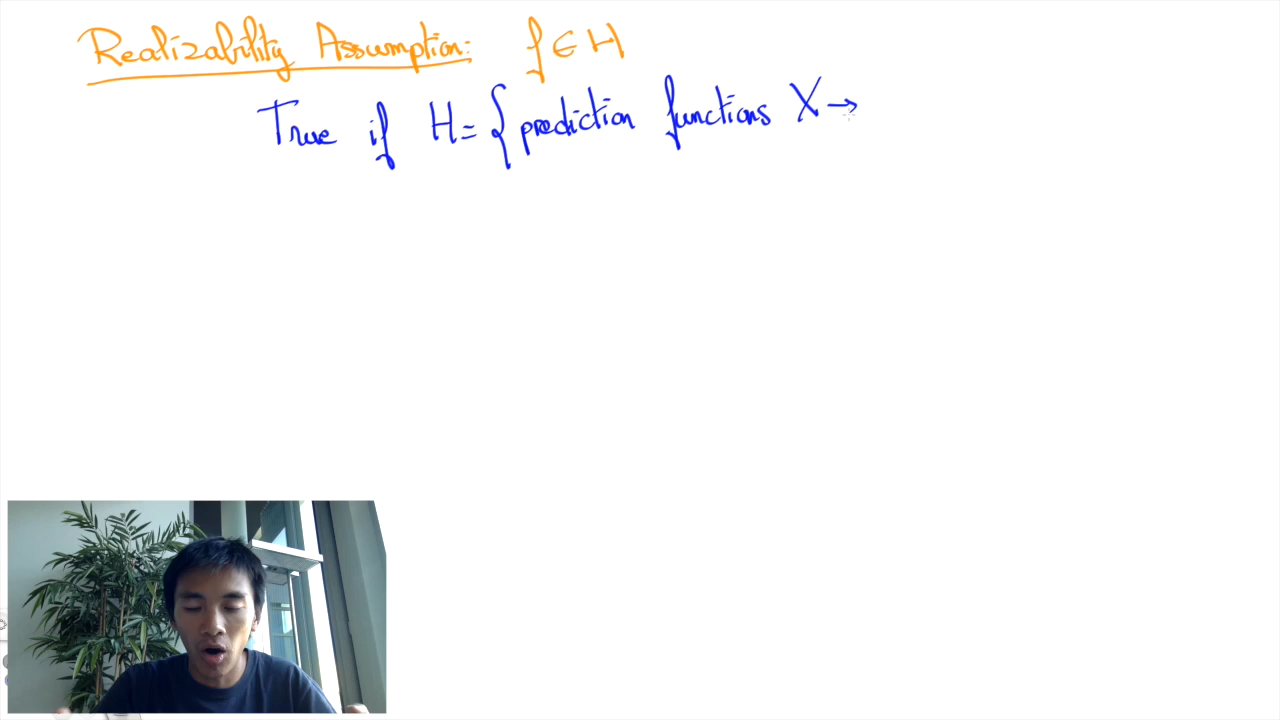 Realizability Assumption: f ∈ H
True if H = { prediction functions X →